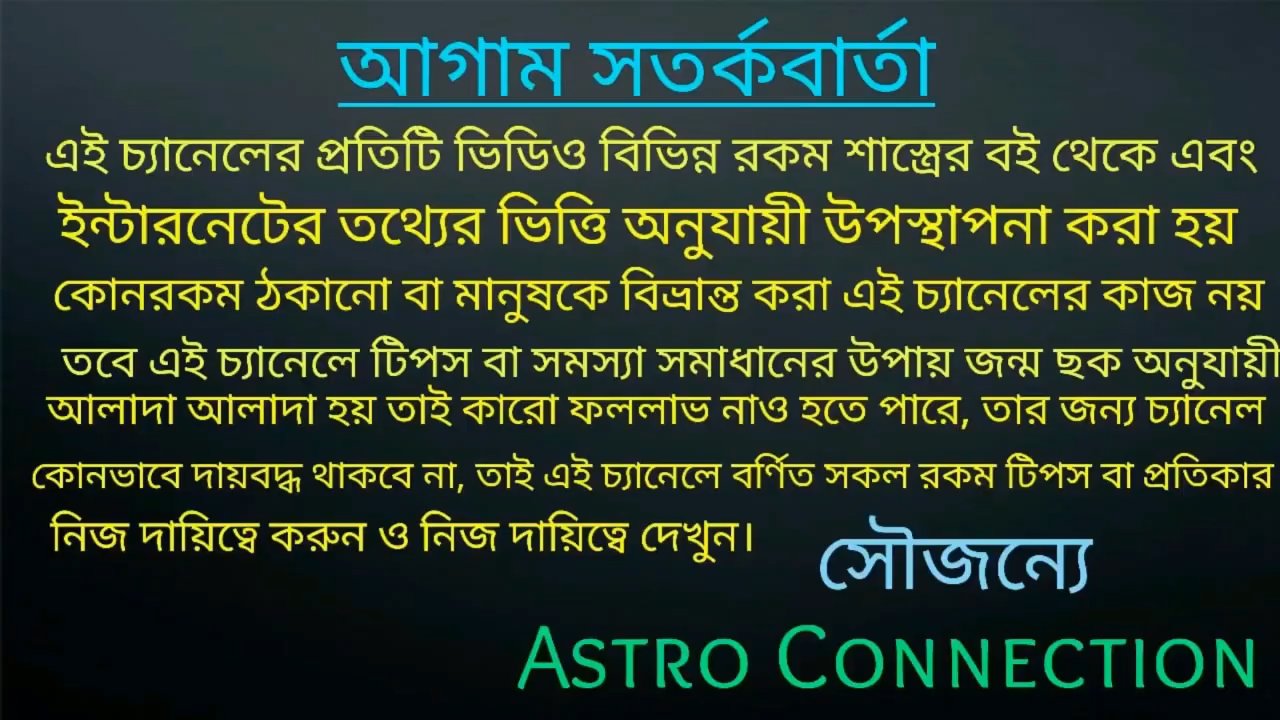 আগাম সতর্কবার্তা
এই চ্যানেলের প্রতিটি ভিডিও বিভিন্ন রকম শাস্ত্রের বই থেকে এবং
ইন্টারনেটের তথ্যের ভিত্তি অনুযায়ী উপস্থাপনা করা হয়
কোনরকম ঠকানো বা মানুষকে বিভ্রান্ত করা এই চ্যানেলের কাজ নয়
তবে এই চ্যানেলে টিপস বা সমস্যা সমাধানের উপায় জন্ম ছক অনুযায়ী
আলাদা আলাদা হয় তাই কারো ফললাভ নাও হতে পারে, তার জন্য চ্যানেল
কোনভাবে দায়বদ্ধ থাকবে না, তাই এই চ্যানেলে বর্ণিত সকল রকম টিপস বা প্রতিকার
নিজ দায়িত্বে করুন ও নিজ দায়িত্বে দেখুন।
সৌজন্যে
ASTRO CONNECTION